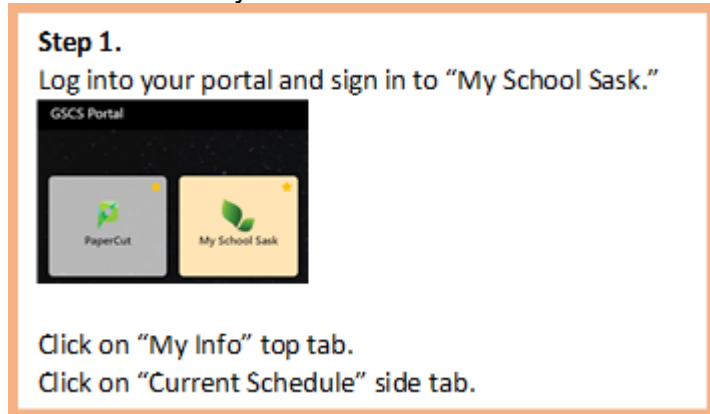 Step 1.
Log into your portal and sign in to “My School Sask.”
GSCS Portal
PaperCut
My School Sask
Click on “My Info” top tab.
Click on “Current Schedule” side tab.